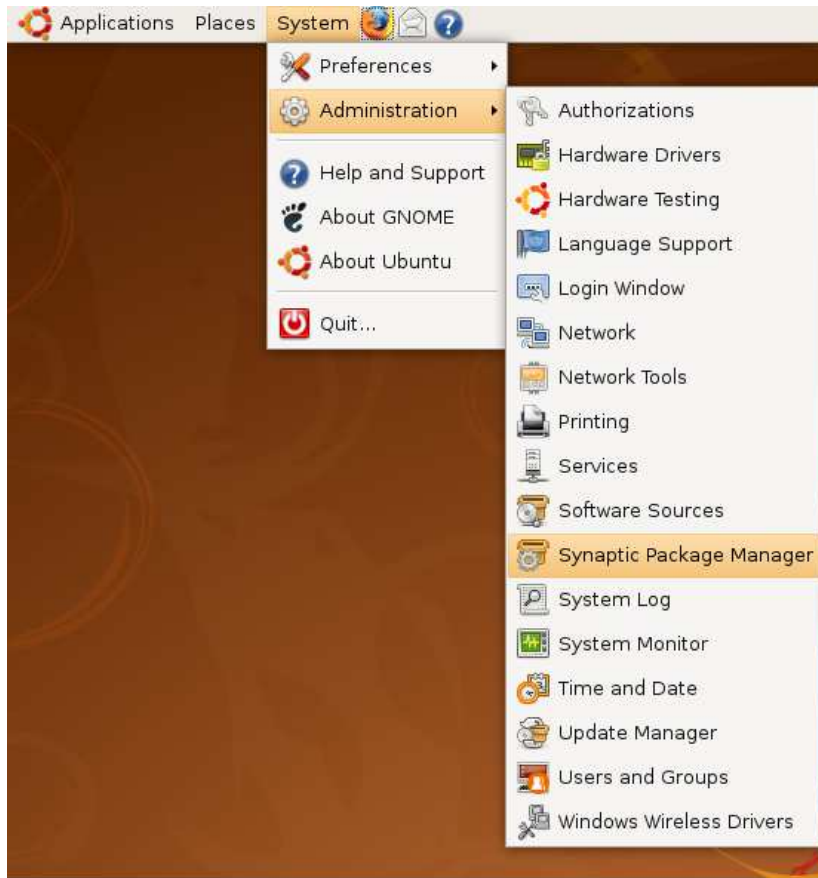 Applications Places System
Preferences
Administration
Help and Support
About GNOME
About Ubuntu
Quit...
Authorizations
Hardware Drivers
Hardware Testing
Language Support
Login Window
Network
Network Tools
Printing
Services
Software Sources
Synaptic Package Manager
System Log
System Monitor
Time and Date
Update Manager
Users and Groups
Windows Wireless Drivers